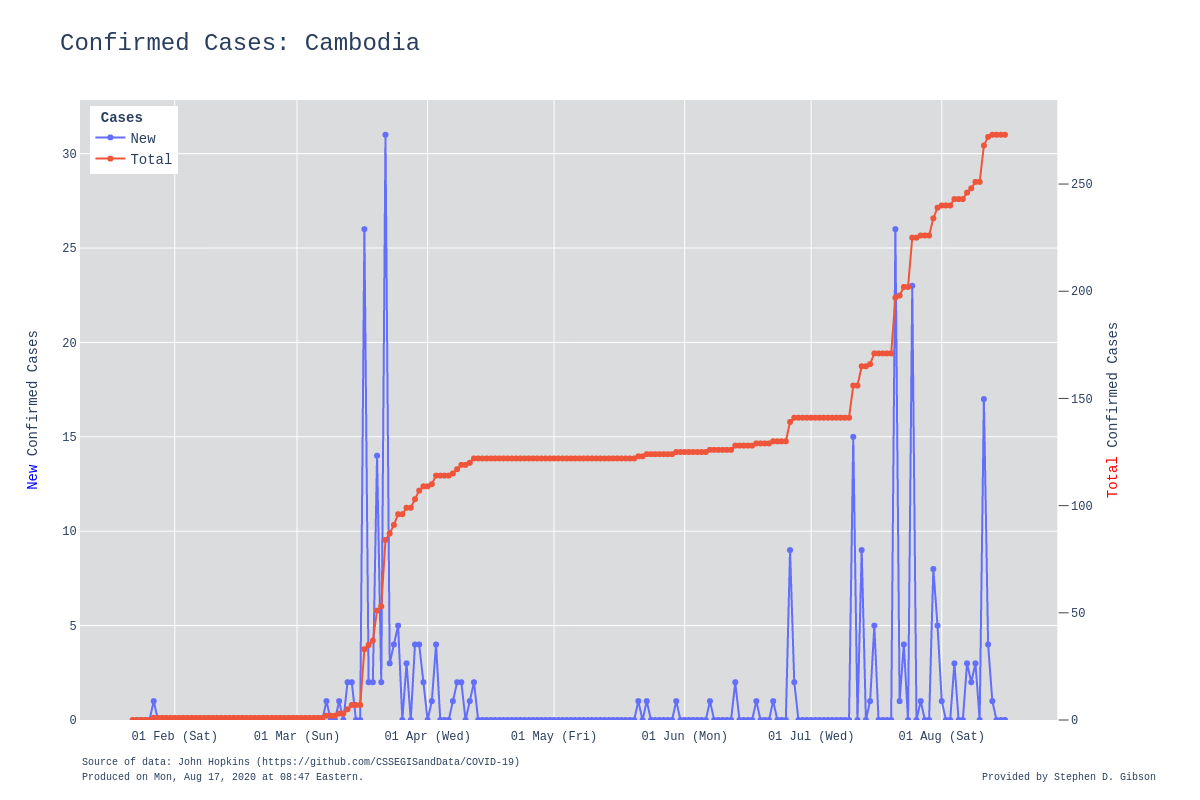 Confirmed Cases: Cambodia
Cases
New
Total
30
25
20
15
10
5
0
New Confirmed Cases
250
200
150
100
50
0
Total Confirmed Cases
01 Feb (Sat)
01 Mar (Sun)
01 Apr (Wed)
01 May (Fri)
01 Jun (Mon)
01 Jul (Wed)
01 Aug (Sat)
Source of data: John Hopkins (https://github.com/CSSEGISandData/COVID-19)
Produced on Mon, Aug 17, 2020 at 08:47 Eastern.
Provided by Stephen D. Gibson